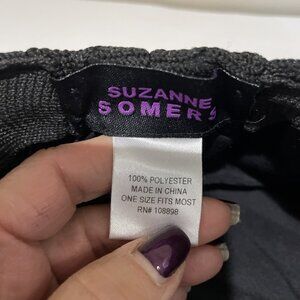 SUZANNE
SOMERS
100% POLYESTER
MADE IN CHINA
ONE SIZE FITS MOST
RN# 108898